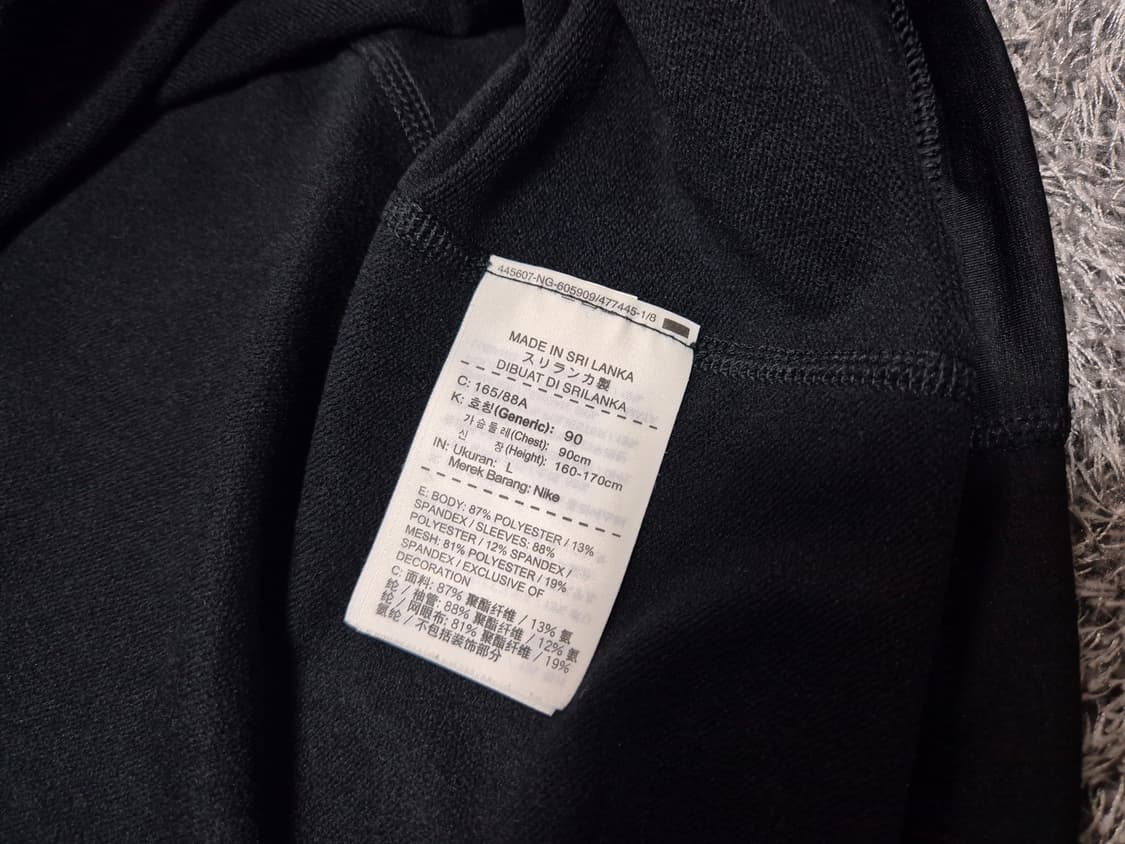 445607-NG-605909/477445-1/8
MADE IN SRI LANKA
スリランカ製
DIBUAT DI SRILANKA
C: 165/88A
K: 호칭(Generic): 90
가슴둘레(Chest): 90cm
신 장(Height): 160-170cm
IN: Ukuran: L
Merek Barang: Nike
E: BODY: 87% POLYESTER / 13%
SPANDEX / SLEEVES: 88%
POLYESTER / 12% SPANDEX /
MESH: 81% POLYESTER / 19%
SPANDEX / EXCLUSIVE OF
DECORATION
C: 面料: 87% 聚酯纤维 / 13% 氨
纶 / 袖管: 88% 聚酯纤维 / 12% 氨
纶 / 网眼布: 81% 聚酯纤维 / 19%
氨纶 / 不包括装饰部分